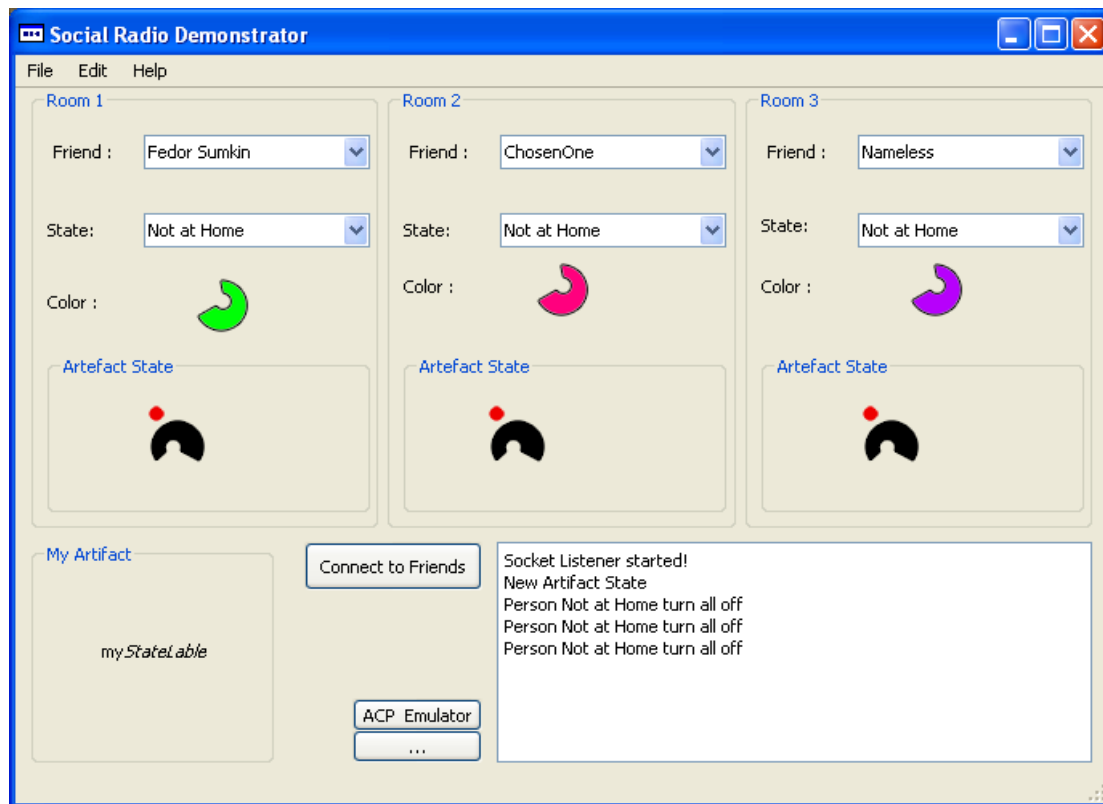 Social Radio Demonstrator
File Edit Help
Room 1
Friend : Fedor Sumkin
State: Not at Home
Color :
Artefact State
Room 2
Friend : ChosenOne
State: Not at Home
Color :
Artefact State
Room 3
Friend : Nameless
State: Not at Home
Color :
Artefact State
My Artifact
myStateLable
Connect to Friends
ACP Emulator
...
Socket Listener started!
New Artifact State
Person Not at Home turn all off
Person Not at Home turn all off
Person Not at Home turn all off